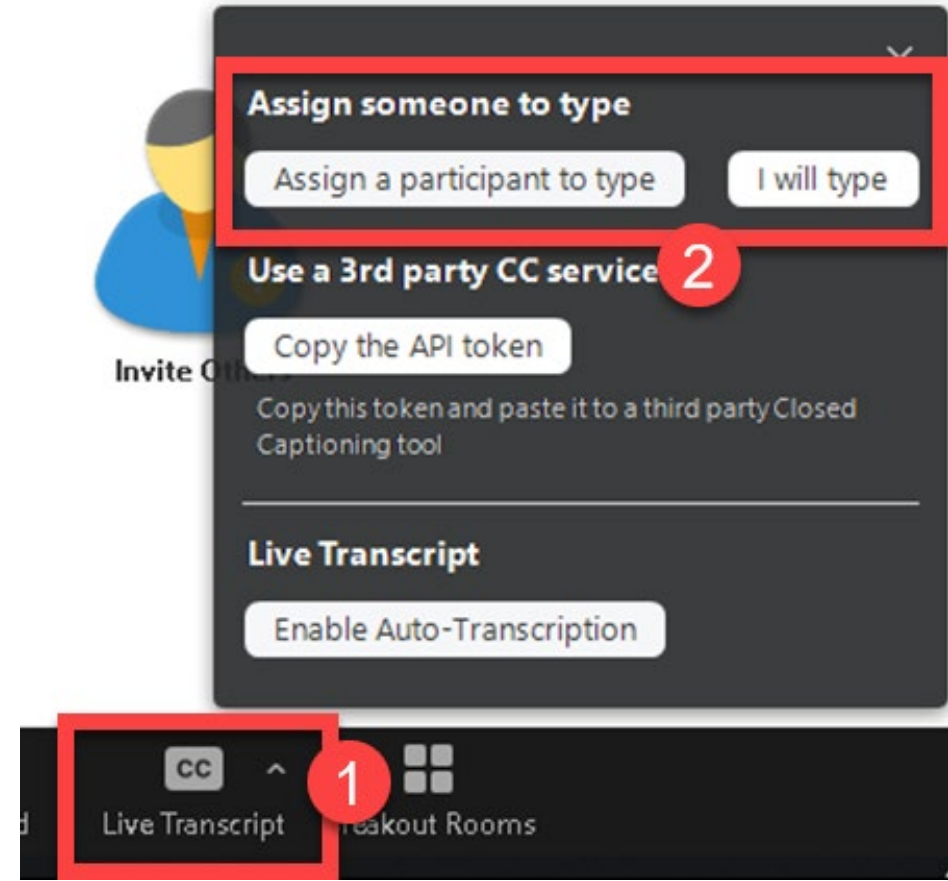 Assign someone to type
Assign a participant to type
I will type
2
Use a 3rd party CC service
Copy the API token
Invite
Copy this token and paste it to a third party Closed
Captioning tool
Live Transcript
Enable Auto-Transcription
CC
1
Live Transcript
Rooms